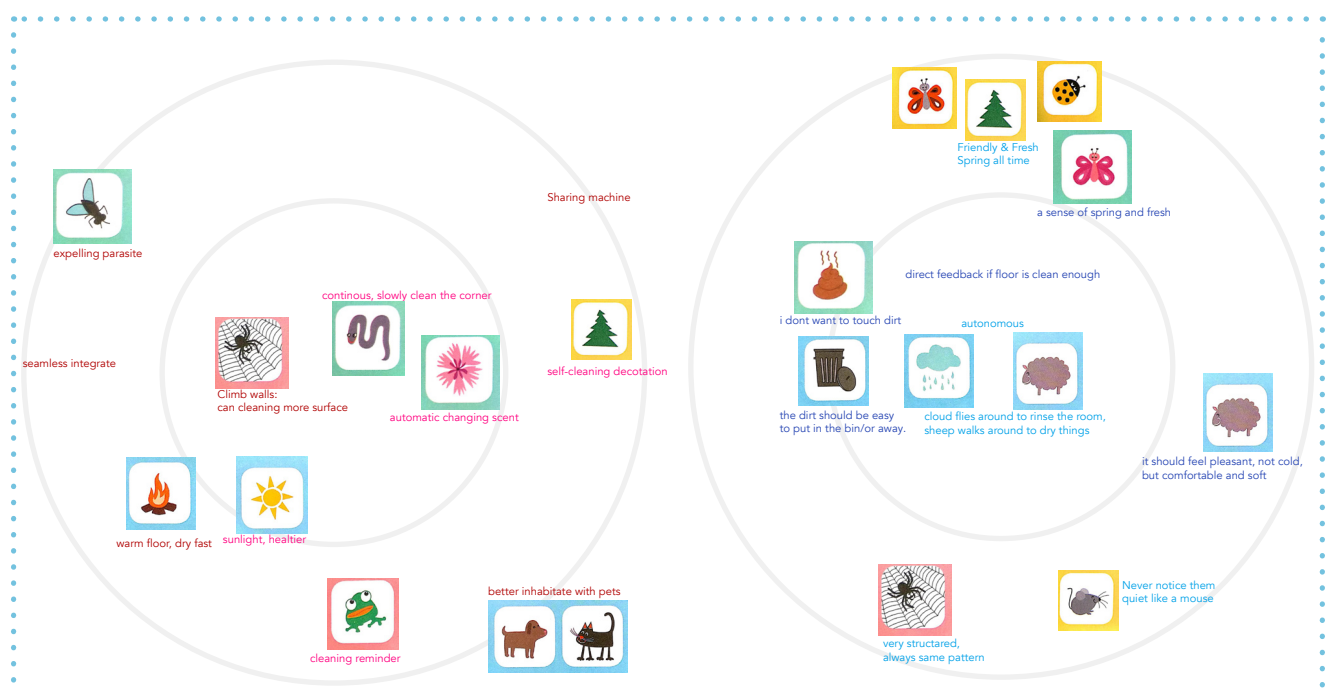 expelling parasite
Sharing machine
continous, slowly clean the corner
seamless integrate
Climb walls:
can cleaning more surface
automatic changing scent
self-cleaning decotation
warm floor, dry fast
sunlight, healtier
cleaning reminder
better inhabitate with pets
Friendly & Fresh
Spring all time
a sense of spring and fresh
direct feedback if floor is clean enough
i dont want to touch dirt
autonomous
the dirt should be easy
to put in the bin/or away.
cloud flies around to rinse the room,
sheep walks around to dry things
it should feel pleasant, not cold,
but comfortable and soft
very structared,
always same pattern
Never notice them
quiet like a mouse